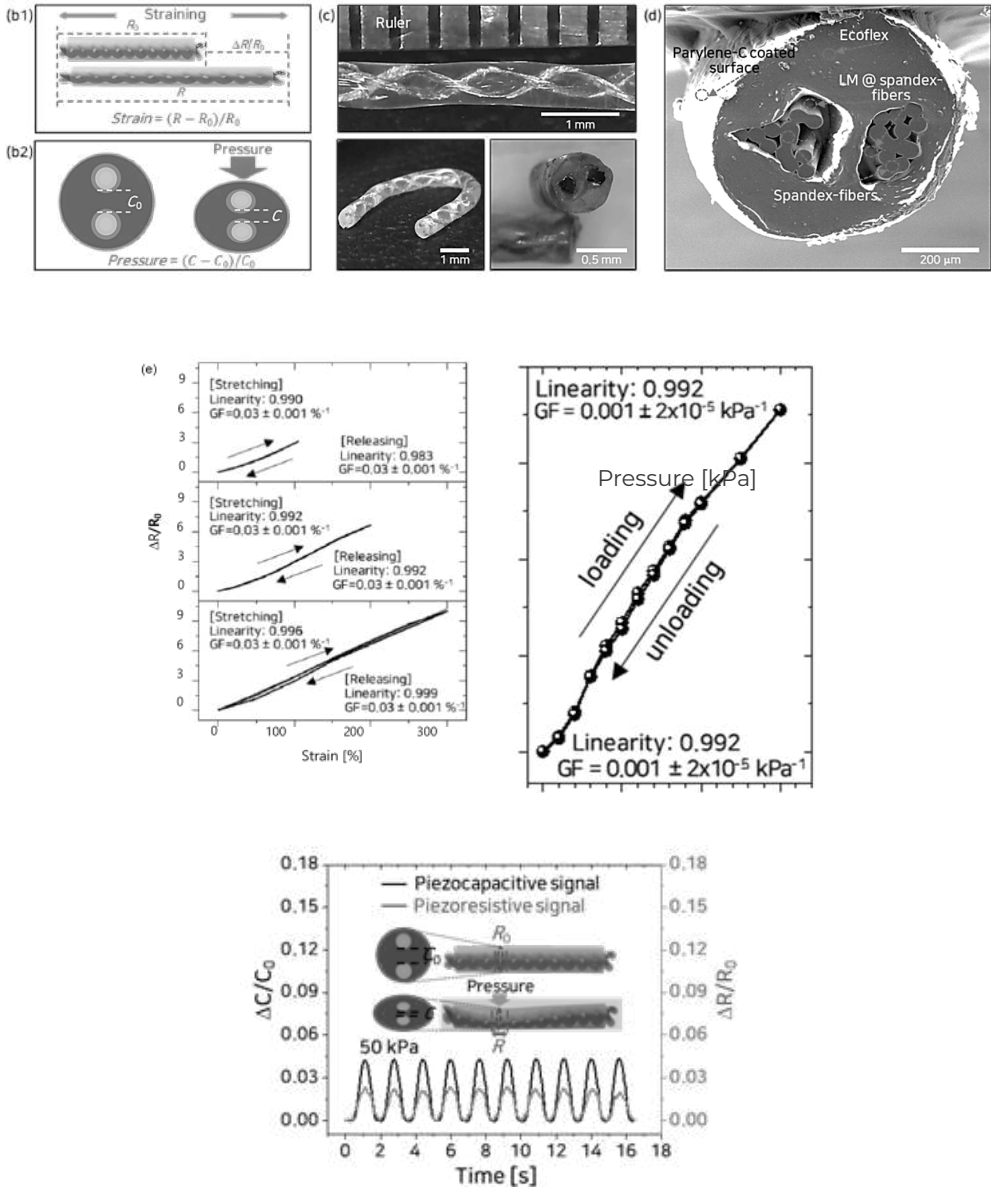 (b1)
Straining
R₀
ΔR/R₀
R
Strain = (R − R₀)/R₀
(b2)
Pressure
C₀
C
Pressure = (C − C₀)/C₀
(c)
Ruler
1 mm
1 mm
0.5 mm
(d)
Ecoflex
Parylene-C coated
surface
LM @ spandex-
fibers
Spandex-fibers
200 μm
(e)
ΔR/R₀
9
6
3
0
[Stretching]
Linearity: 0.990
GF=0.03 ± 0.001 %⁻¹
[Releasing]
Linearity: 0.983
GF=0.03 ± 0.001 %⁻¹
9
6
3
0
[Stretching]
Linearity: 0.992
GF=0.03 ± 0.001 %⁻¹
[Releasing]
Linearity: 0.992
GF=0.03 ± 0.001 %⁻¹
9
6
3
0
[Stretching]
Linearity: 0.996
GF=0.03 ± 0.001 %⁻¹
[Releasing]
Linearity: 0.999
GF=0.03 ± 0.001 %⁻¹
0 100 200 300
Strain [%]
Linearity: 0.992
GF = 0.001 ± 2x10⁻⁵ kPa⁻¹
Pressure [kPa]
loading
unloading
Linearity: 0.992
GF = 0.001 ± 2x10⁻⁵ kPa⁻¹
ΔC/C₀
0.18
0.15
0.12
0.09
0.06
0.03
0.00
Piezocapacitive signal
Piezoresistive signal
R₀
C₀
Pressure
C
R
50 kPa
0.18
0.15
0.12
0.09
0.06
0.03
0.00
ΔR/R₀
0 2 4 6 8 10 12 14 16 18
Time [s]